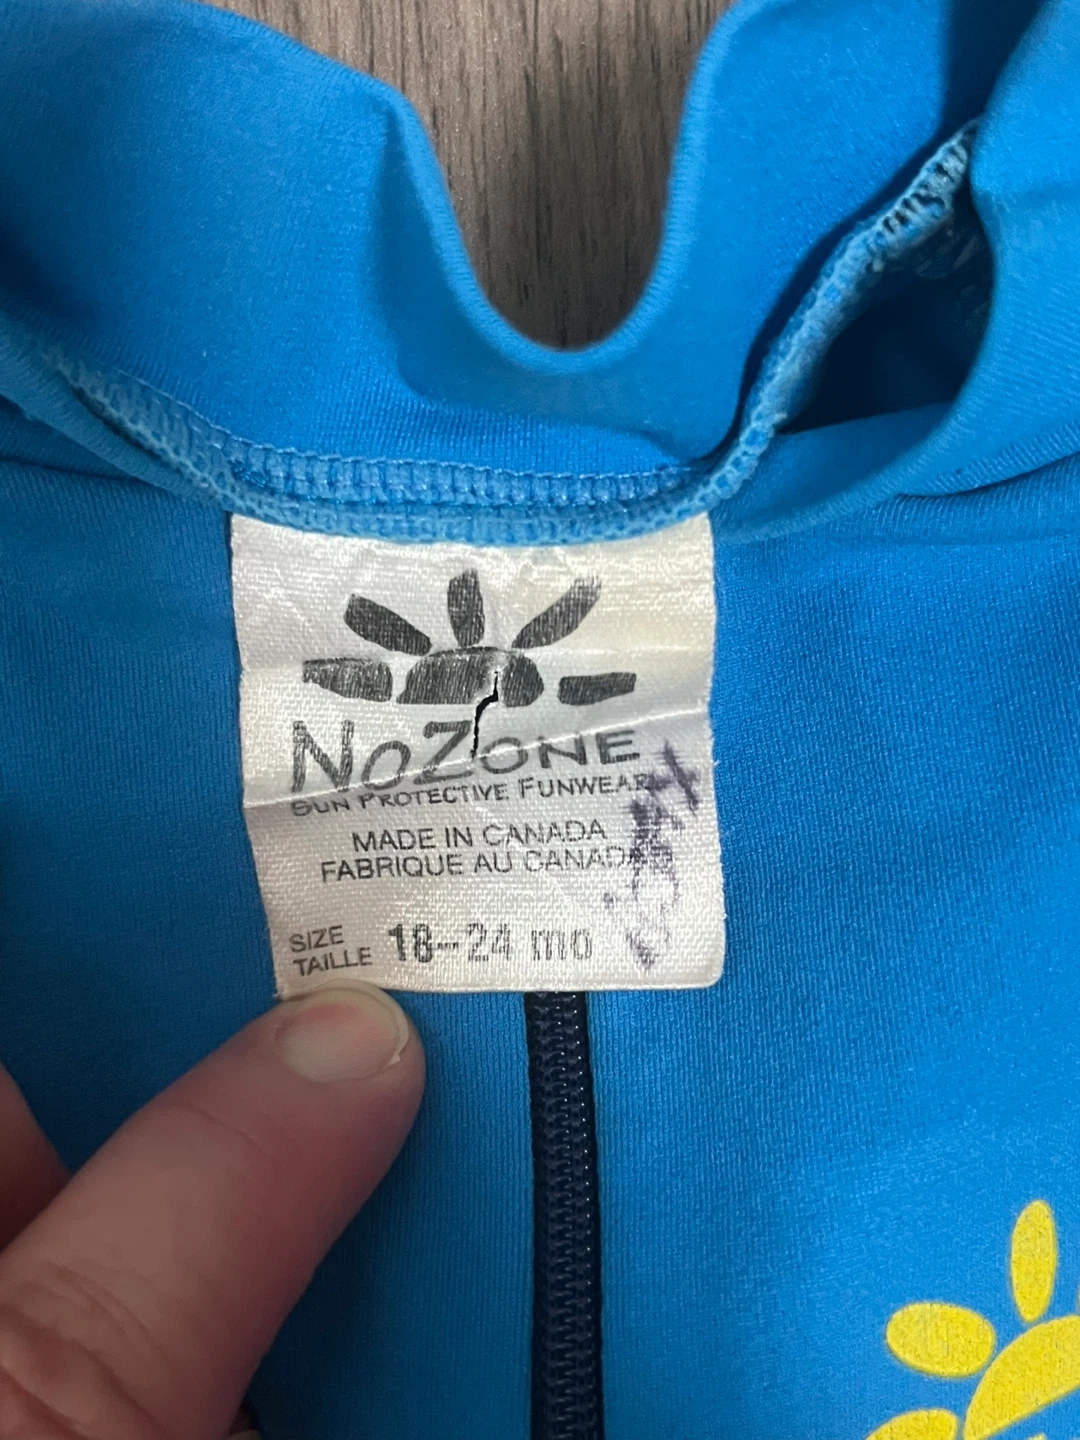 NoZone
Sun Protective Funwear
MADE IN CANADA
FABRIQUE AU CANADA
SIZE
TAILLE
18-24 mo